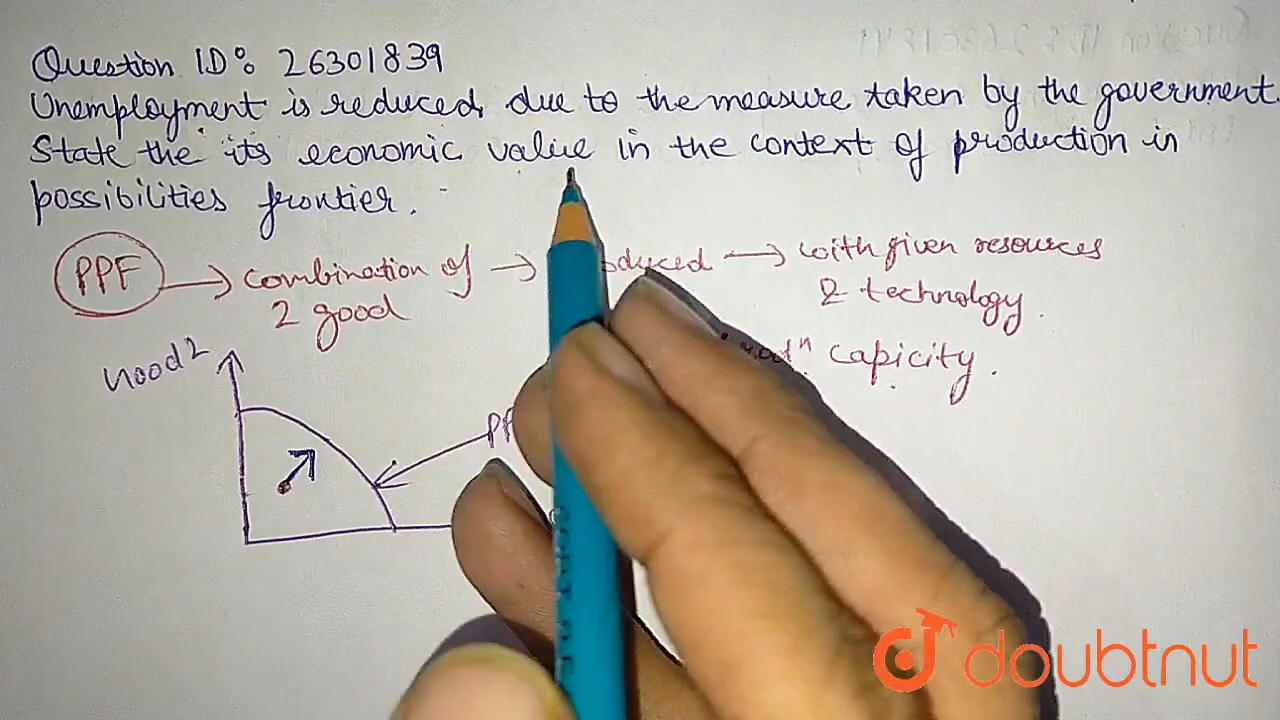 Question ID: 26301839
Unemployment is reduced due to the measure taken by the government.
State the its economic value in the context of production in
possibilities frontier.
PPF → combination of → duced → with given resources
2 good & technology.
capicity.
Good 2
PP
doubtnut